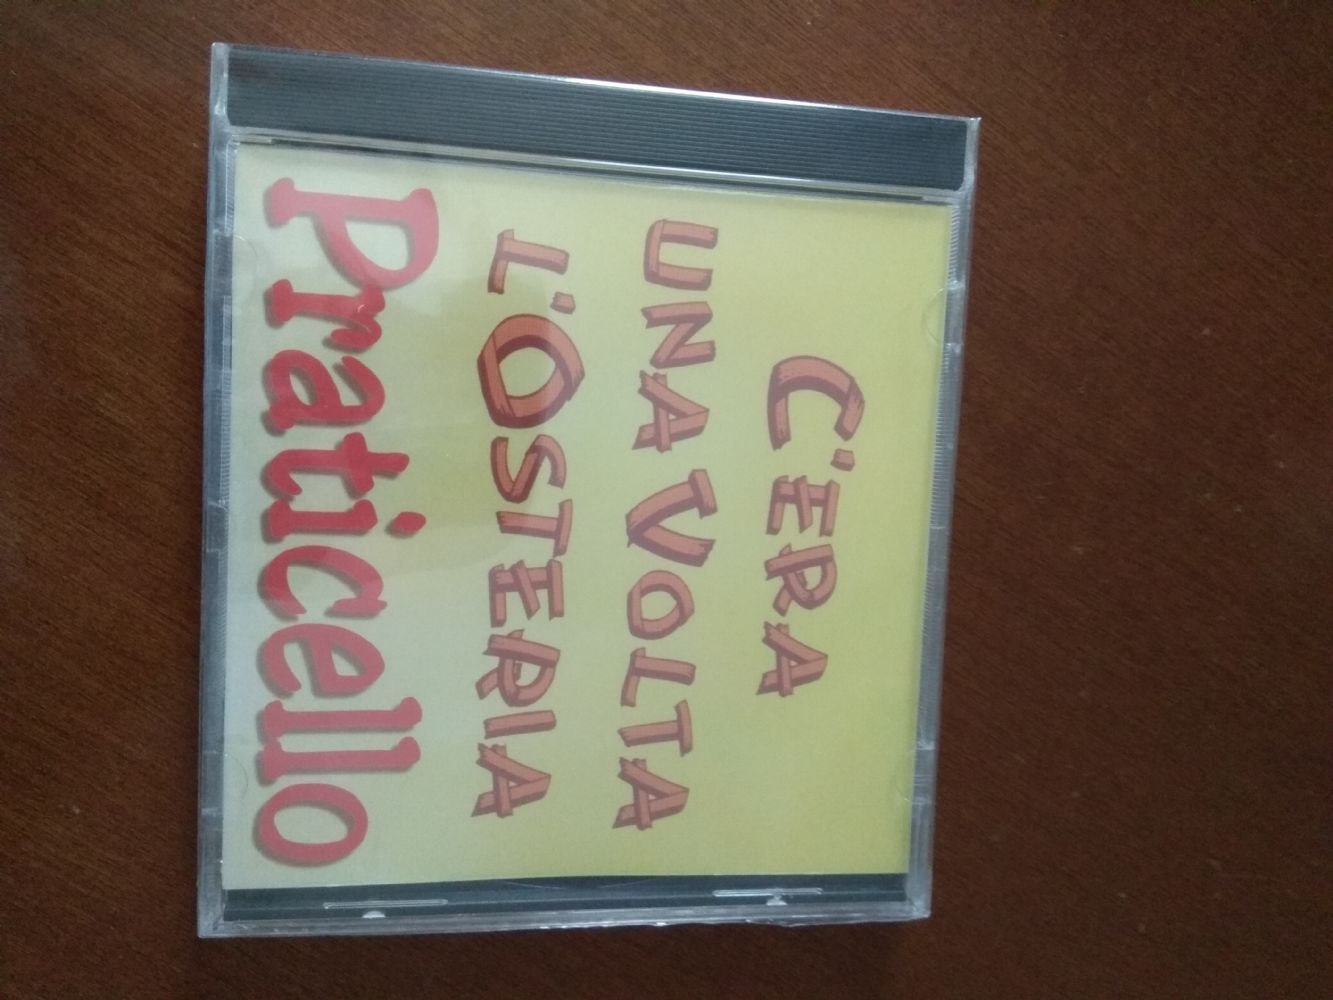 C'ERA
UNA VOLTA
L'OSTERIA
Praticello